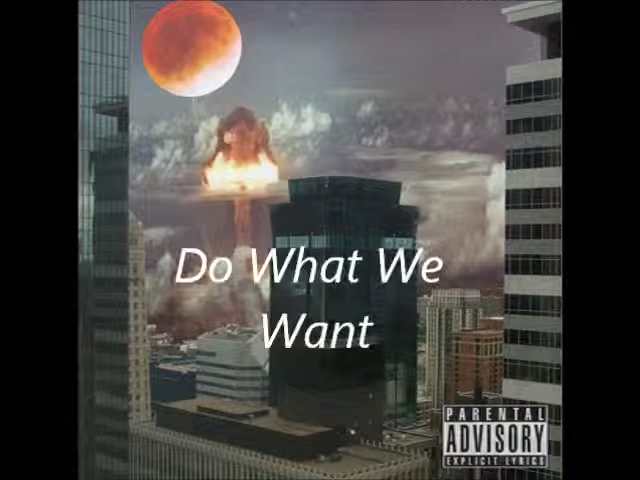 Do What We
Want
PARENTAL
ADVISORY
EXPLICIT LYRICS